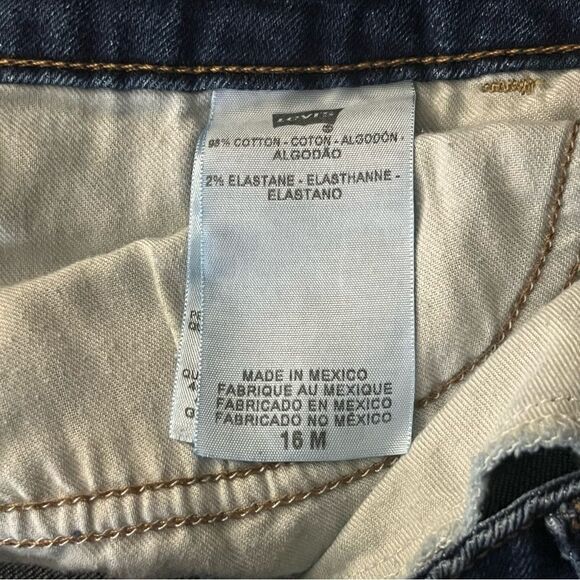 Levi's
98% COTTON - COTON - ALGODÓN -
ALGODÃO
2% ELASTANE - ELASTHANNE -
ELASTANO
MADE IN MEXICO
FABRIQUE AU MEXIQUE
FABRICADO EN MEXICO
FABRICADO NO MÉXICO
16 M